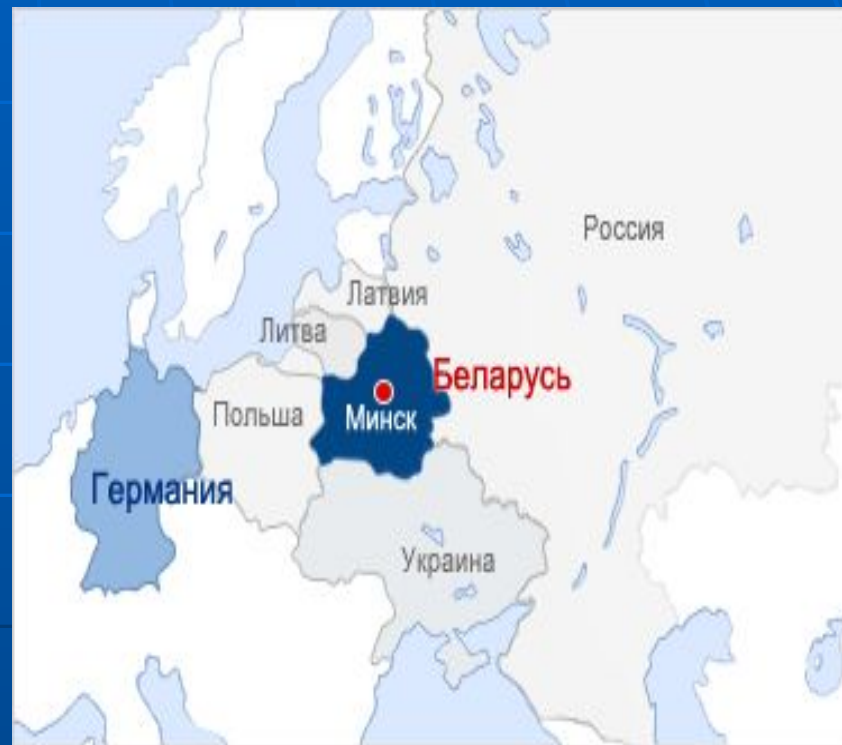 Россия
Латвия
Литва
Беларусь
Польша
Минск
Германия
Украина